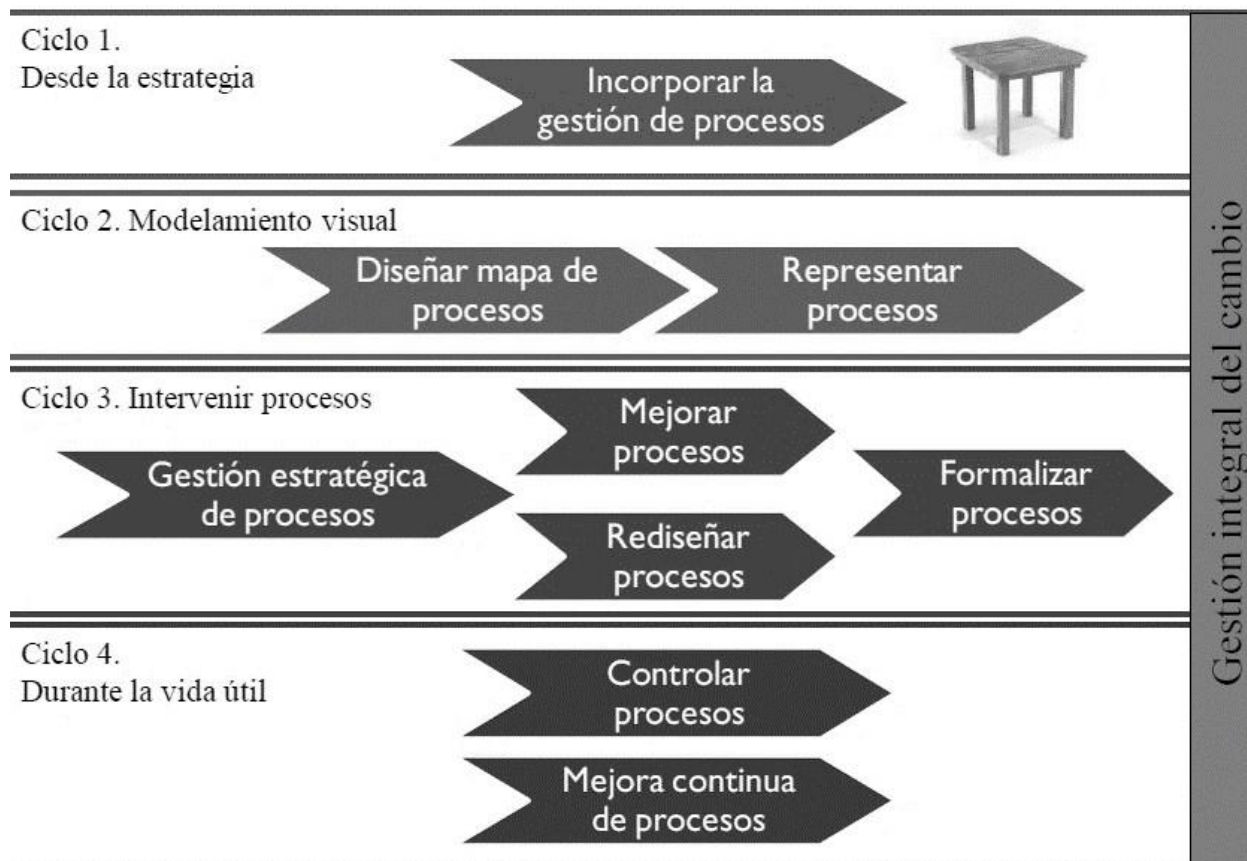 Ciclo 1.
Desde la estrategia
Incorporar la
gestión de procesos
Ciclo 2. Modelamiento visual
Diseñar mapa de
procesos
Representar
procesos
Ciclo 3. Intervenir procesos
Gestión estratégica
de procesos
Mejorar
procesos
Rediseñar
procesos
Formalizar
procesos
Ciclo 4.
Durante la vida útil
Controlar
procesos
Mejora continua
de procesos
Gestión integral del cambio